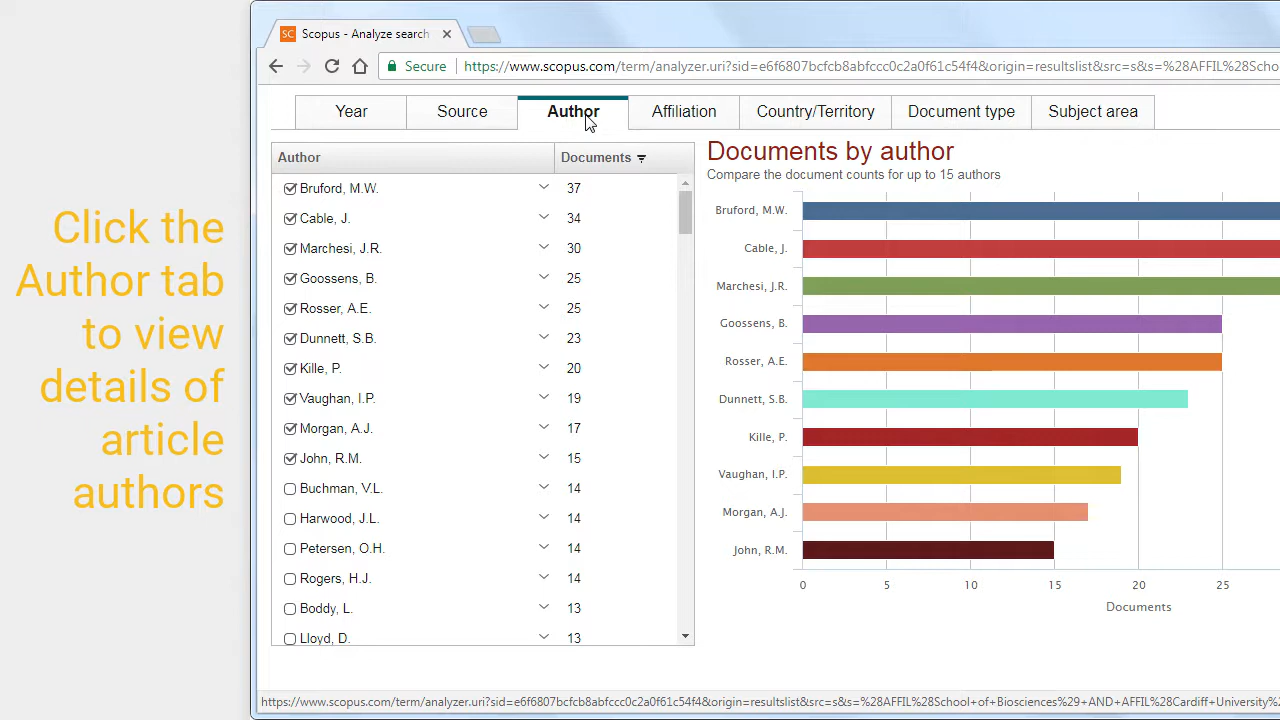 Click the
Author tab
to view
details of
article
authors
SC Scopus - Analyze search
Secure https://www.scopus.com/term/analyzer.uri?sid=e6f6807bcfcb8abfccc0c2a0f61c54f4&origin=resultslist&src=s&s=%28AFFIL%28Schoo
Year Source Author Affiliation Country/Territory Document type Subject area
Author Documents
Bruford, M.W. 37
Cable, J. 34
Marchesi, J.R. 30
Goossens, B. 25
Rosser, A.E. 25
Dunnett, S.B. 23
Kille, P. 20
Vaughan, I.P. 19
Morgan, A.J. 17
John, R.M. 15
Buchman, V.L. 14
Harwood, J.L. 14
Petersen, O.H. 14
Rogers, H.J. 14
Boddy, L. 13
Lloyd, D. 13
Documents by author
Compare the document counts for up to 15 authors
Bruford, M.W.
Cable, J.
Marchesi, J.R.
Goossens, B.
Rosser, A.E.
Dunnett, S.B.
Kille, P.
Vaughan, I.P.
Morgan, A.J.
John, R.M.
0 5 10 15 20 25
Documents
https://www.scopus.com/term/analyzer.uri?sid=e6f6807bcfcb8abfccc0c2a0f61c54f4&origin=resultslist&src=s&s=%28AFFIL%28School+of+Biosciences%29+AND+AFFIL%28Cardiff+University%